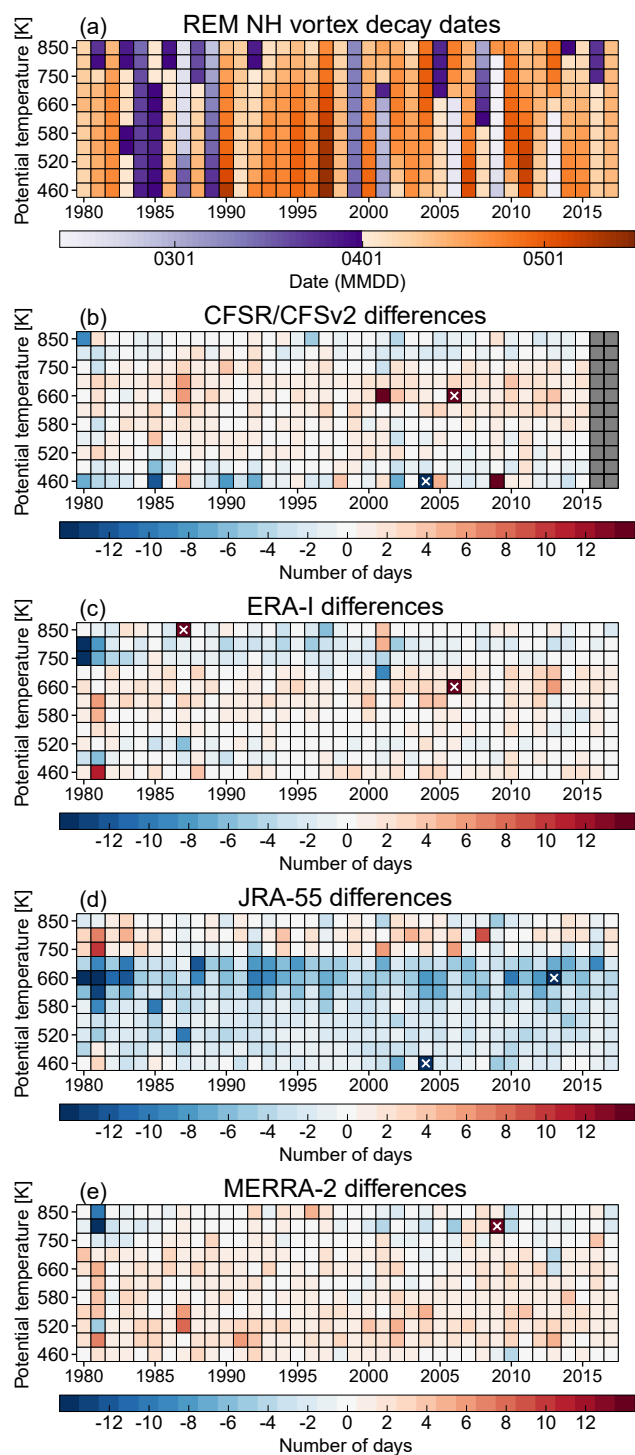 (a) REM NH vortex decay dates
Potential temperature [K]
850
750
660
580
520
460
1980 1985 1990 1995 2000 2005 2010 2015
0301 0401 0501
Date (MMDD)
(b) CFSR/CFSv2 differences
Potential temperature [K]
850
750
660
580
520
460
1980 1985 1990 1995 2000 2005 2010 2015
-12 -10 -8 -6 -4 -2 0 2 4 6 8 10 12
Number of days
(c) ERA-I differences
Potential temperature [K]
850
750
660
580
520
460
1980 1985 1990 1995 2000 2005 2010 2015
-12 -10 -8 -6 -4 -2 0 2 4 6 8 10 12
Number of days
(d) JRA-55 differences
Potential temperature [K]
850
750
660
580
520
460
1980 1985 1990 1995 2000 2005 2010 2015
-12 -10 -8 -6 -4 -2 0 2 4 6 8 10 12
Number of days
(e) MERRA-2 differences
Potential temperature [K]
850
750
660
580
520
460
1980 1985 1990 1995 2000 2005 2010 2015
-12 -10 -8 -6 -4 -2 0 2 4 6 8 10 12
Number of days